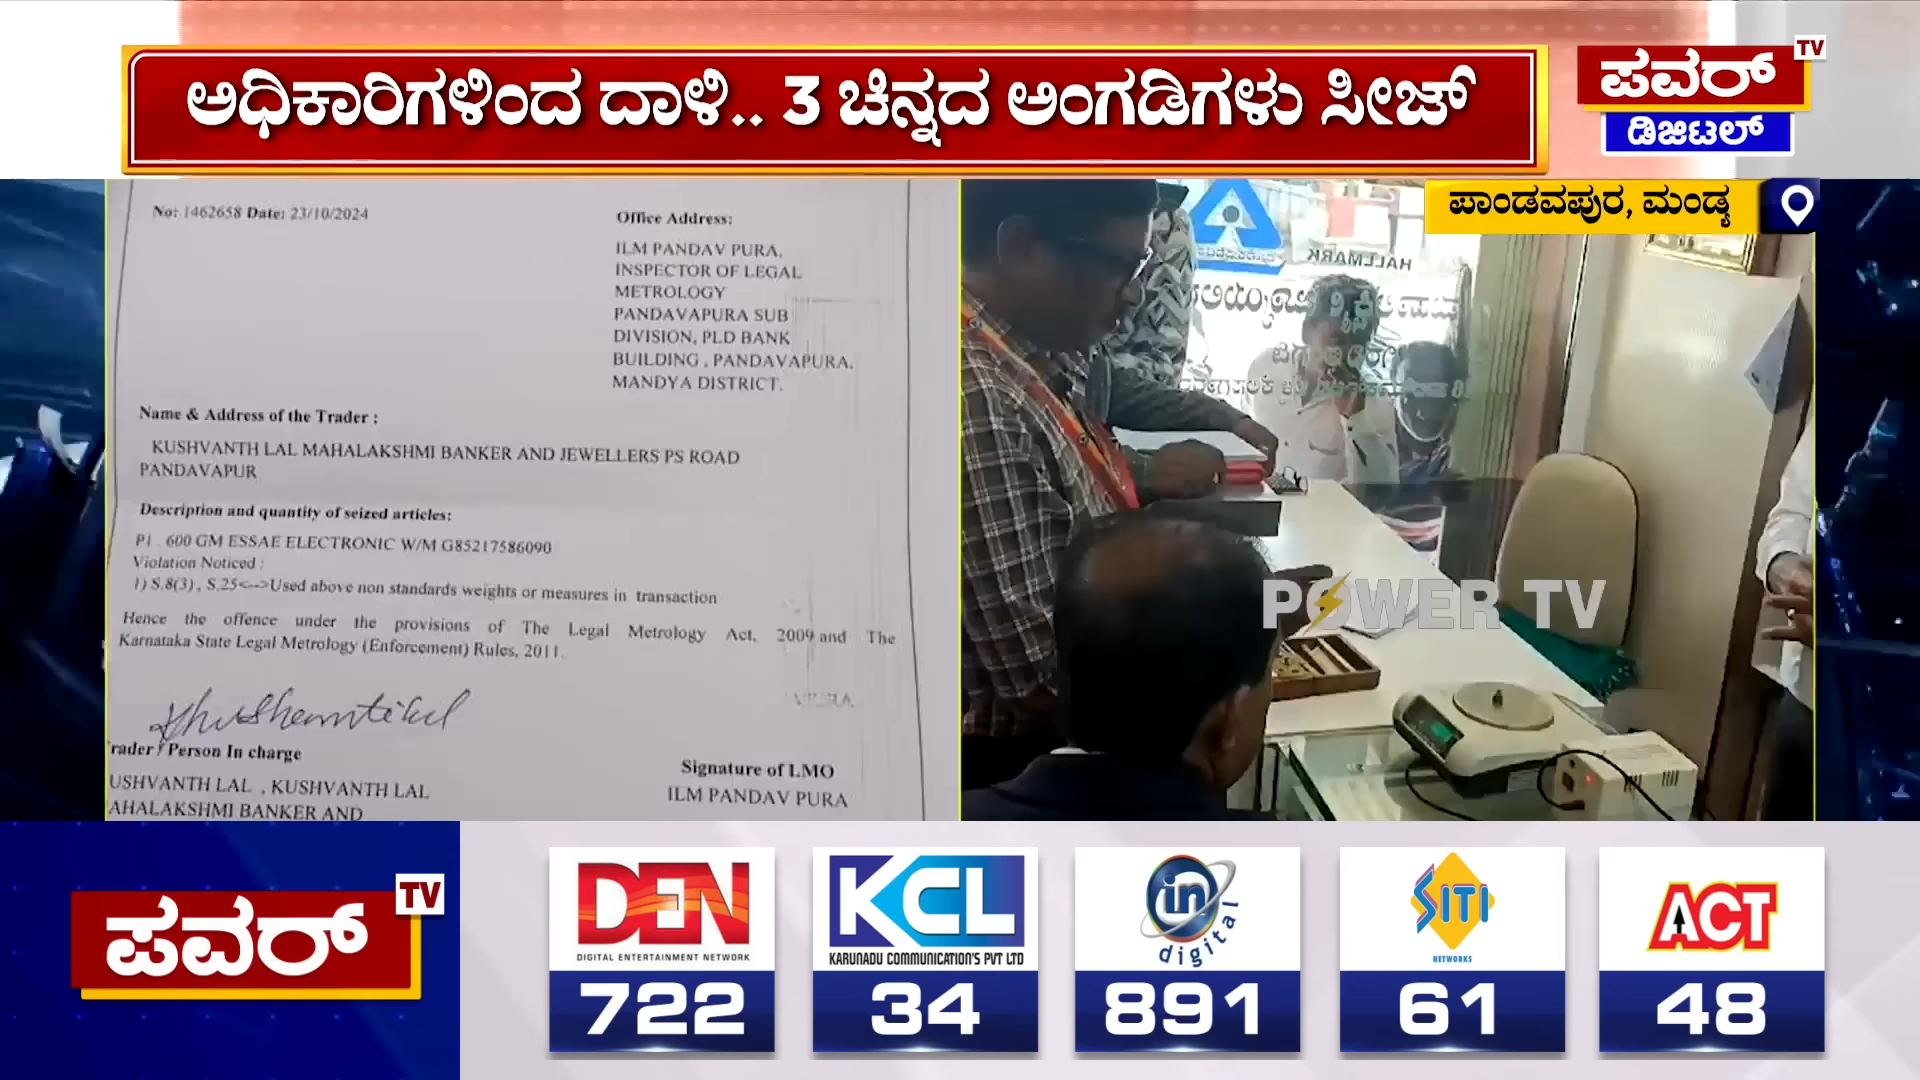 ಅಧಿಕಾರಿಗಳಿಂದ ದಾಳಿ.. 3 ಚಿನ್ನದ ಅಂಗಡಿಗಳು ಸೀಜ್
ಪವರ್ TV
ಡಿಜಿಟಲ್
ಪಾಂಡವಪುರ, ಮಂಡ್ಯ
No: 1462658 Date: 23/10/2024
Office Address:
ILM PANDAV PURA,
INSPECTOR OF LEGAL
METROLOGY
PANDAVAPURA SUB
DIVISION, PLD BANK
BUILDING , PANDAVAPURA,
MANDYA DISTRICT.
Name & Address of the Trader :
KUSHVANTH LAL MAHALAKSHMI BANKER AND JEWELLERS PS ROAD
PANDAVAPUR
Description and quantity of seized articles:
P1 . 600 GM ESSAE ELECTRONIC W/M G85217586090
Violation Noticed :
1) S.8(3) , S.25<-->Used above non standards weights or measures in transaction
Hence the offence under the provisions of The Legal Metrology Act, 2009 and The
Karnataka State Legal Metrology (Enforcement) Rules, 2011.
Trader / Person In charge
USHVANTH LAL , KUSHVANTH LAL
AHALAKSHMI BANKER AND
Signature of LMO
ILM PANDAV PURA
HALLMARK
POWER TV
ಪವರ್ TV
DEN
DIGITAL ENTERTAINMENT NETWORK
722
KCL
KARUNADU COMMUNICATION'S PVT LTD
34
in
digital
891
SITI
NETWORKS
61
ACT
48